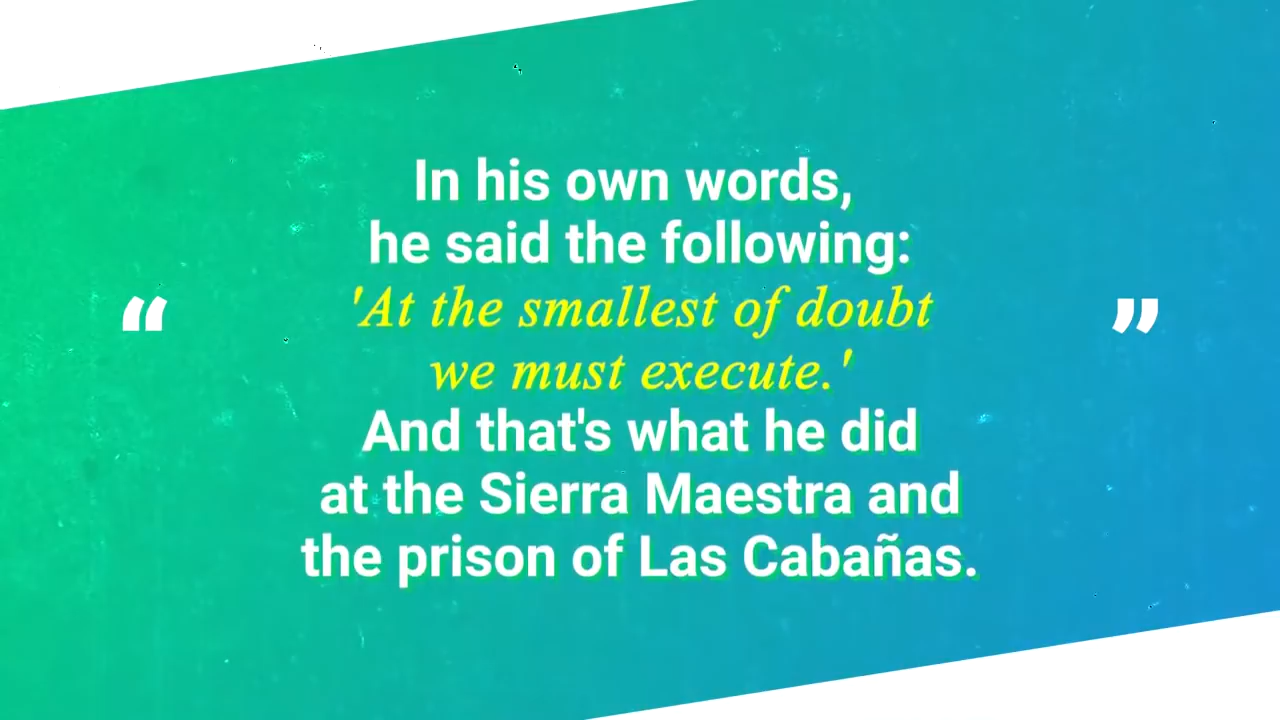 In his own words,
he said the following:
“ 'At the smallest of doubt ”
we must execute.'
And that's what he did
at the Sierra Maestra and
the prison of Las Cabañas.